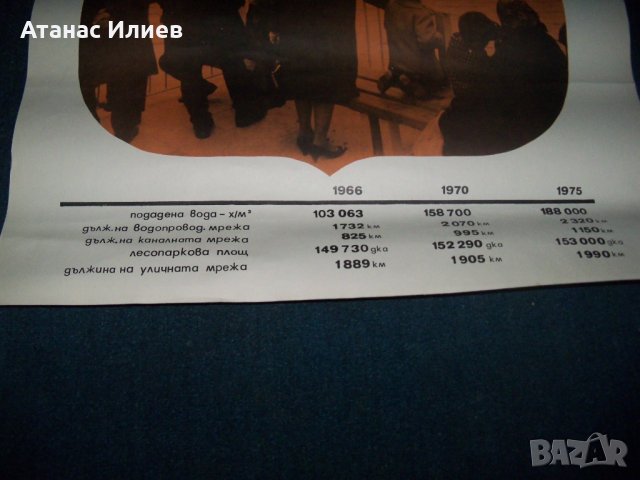 Атанас Илиев
1966 1970 1975
подадена вода – х/м³ 103 063 158 700 188 000
дълж. на водопровод. мрежа 1732 км 2 070 км 2 320 км
дълж. на каналната мрежа 825 км 995 км 1150 км
лесопаркова площ 149 730 дка 152 290 дка 153 000 дка
дължина на уличната мрежа 1889 км 1905 км 1990 км
BAZAR